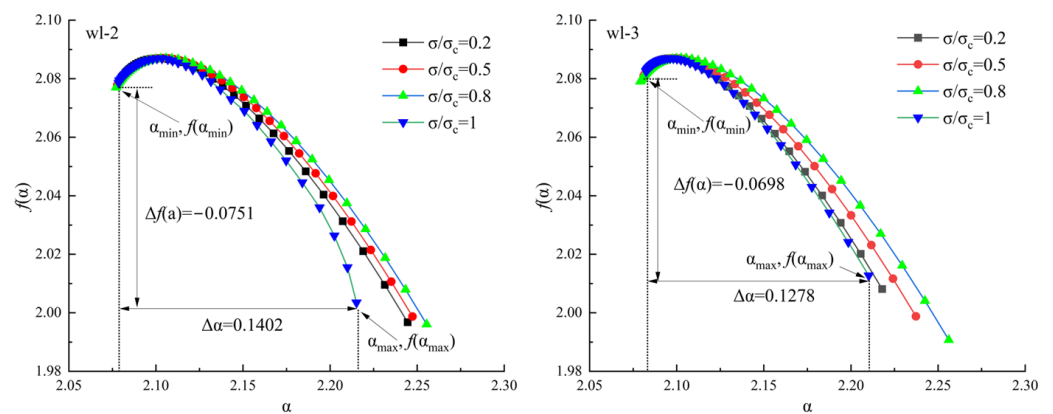 wl-2
σ/σc=0.2
σ/σc=0.5
σ/σc=0.8
σ/σc=1
αmin, f(αmin)
Δf(a)=−0.0751
Δα=0.1402
αmax, f(αmax)
f(α)
2.10
2.08
2.06
2.04
2.02
2.00
1.98
2.05 2.10 2.15 2.20 2.25 2.30
α
wl-3
σ/σc=0.2
σ/σc=0.5
σ/σc=0.8
σ/σc=1
αmin, f(αmin)
Δf(α)=−0.0698
αmax, f(αmax)
Δα=0.1278
f(α)
2.10
2.08
2.06
2.04
2.02
2.00
1.98
2.05 2.10 2.15 2.20 2.25 2.30
α